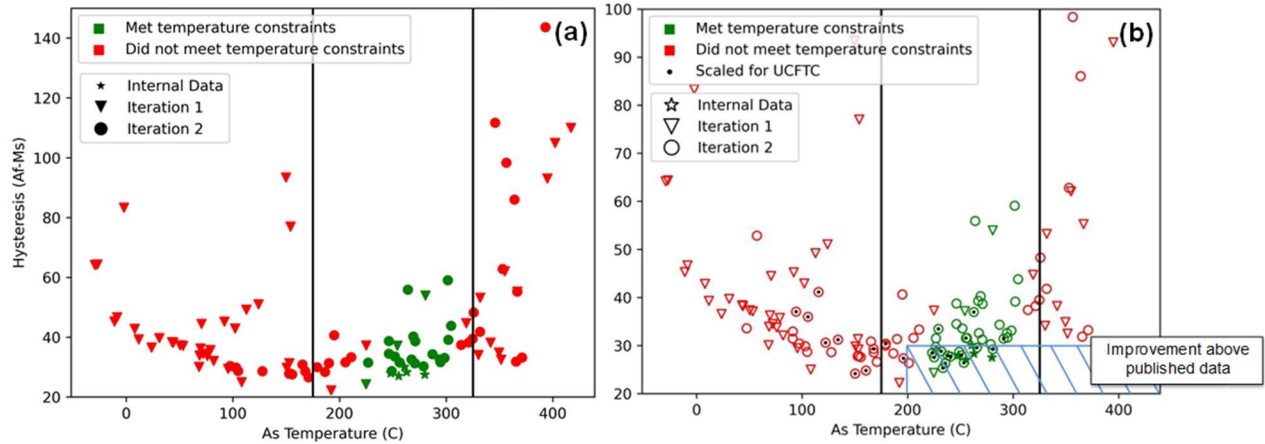 (a)
Met temperature constraints
Did not meet temperature constraints
Internal Data
Iteration 1
Iteration 2
140
120
100
80
60
40
20
Hysteresis (Af-Ms)
0
100
200
300
400
As Temperature (C)
(b)
Met temperature constraints
Did not meet temperature constraints
Scaled for UCFTC
Internal Data
Iteration 1
Iteration 2
100
90
80
70
60
50
40
30
20
0
100
200
300
400
As Temperature (C)
Improvement above
published data